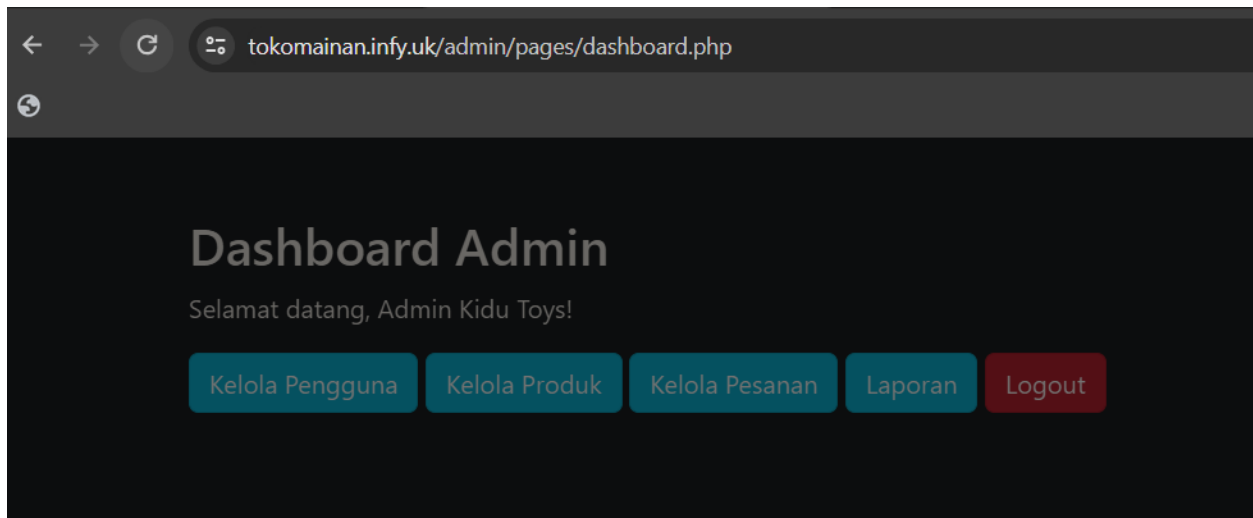 tokomainan.infy.uk/admin/pages/dashboard.php
Dashboard Admin
Selamat datang, Admin Kidu Toys!
Kelola Pengguna Kelola Produk Kelola Pesanan Laporan Logout